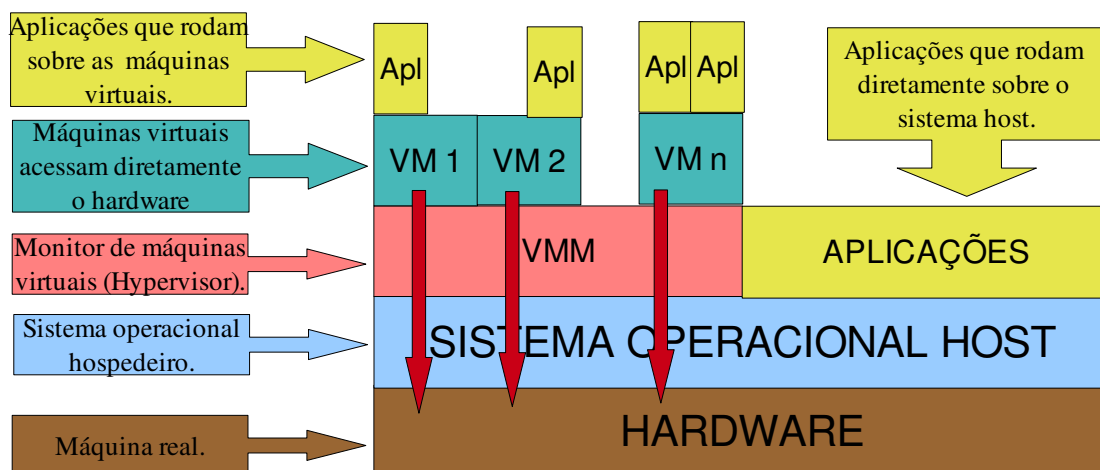 Aplicações que rodam
sobre as máquinas
virtuais.
Máquinas virtuais
acessam diretamente
o hardware
Monitor de máquinas
virtuais (Hypervisor).
Sistema operacional
hospedeiro.
Máquina real.
Apl
Apl
Apl
Apl
VM 1
VM 2
VM n
VMM
APLICAÇÕES
SISTEMA OPERACIONAL HOST
HARDWARE
Aplicações que rodam
diretamente sobre o
sistema host.